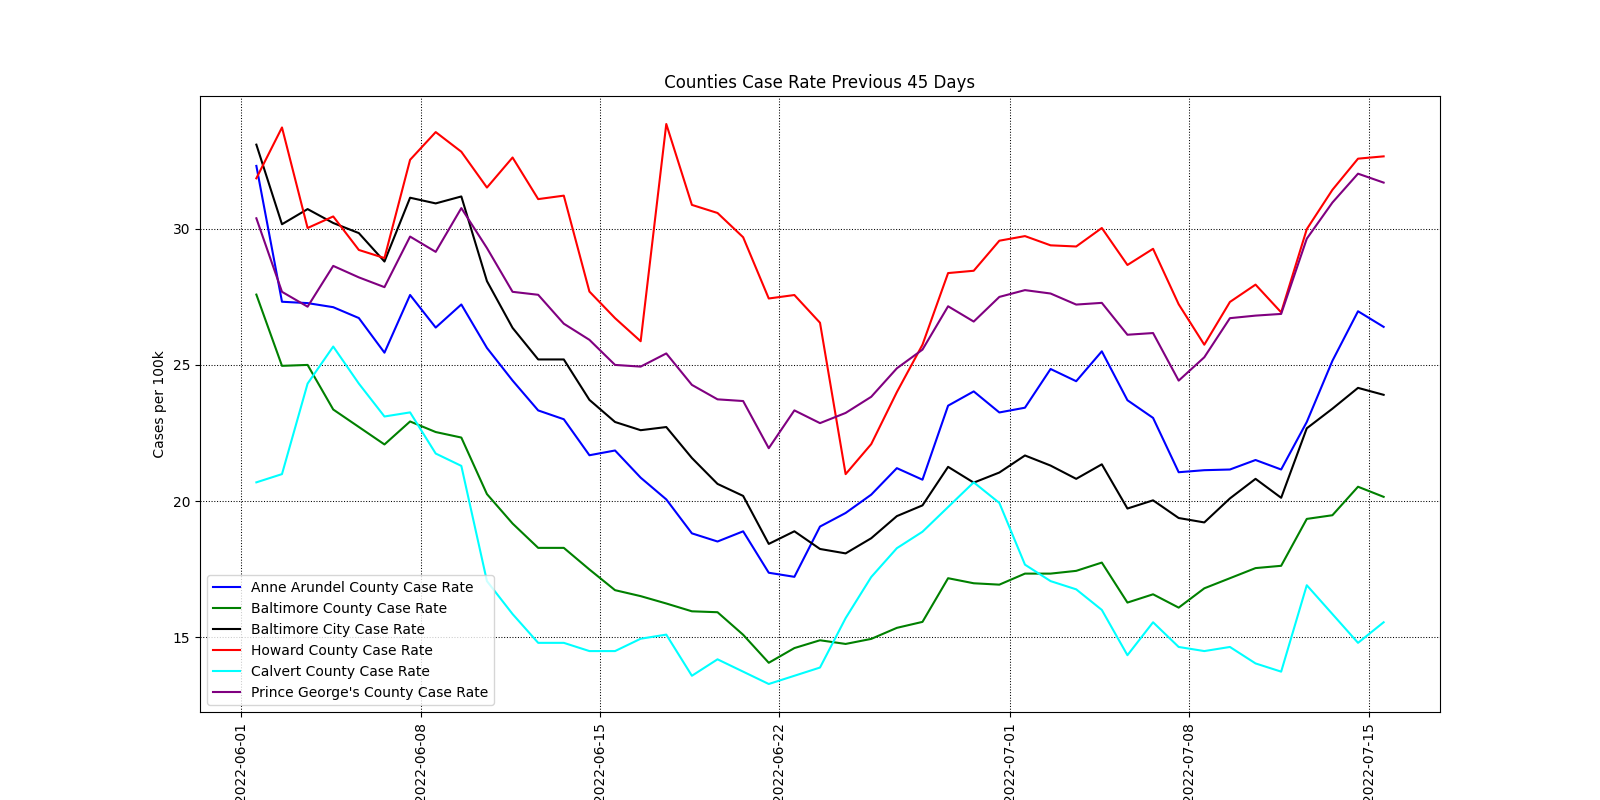 Counties Case Rate Previous 45 Days
Cases per 100k
30
25
20
15
Anne Arundel County Case Rate
Baltimore County Case Rate
Baltimore City Case Rate
Howard County Case Rate
Calvert County Case Rate
Prince George's County Case Rate
2022-06-01
2022-06-08
2022-06-15
2022-06-22
2022-07-01
2022-07-08
2022-07-15